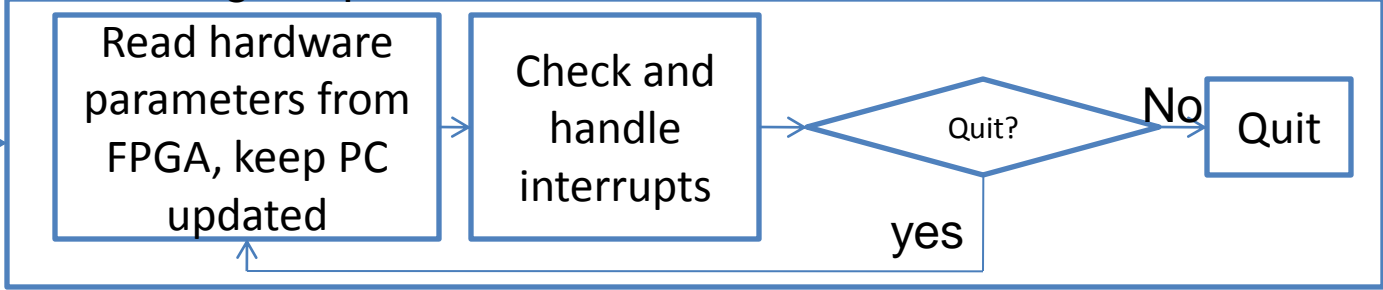 Read hardware
parameters from
FPGA, keep PC
updated
Check and
handle
interrupts
Quit?
No
Quit
yes